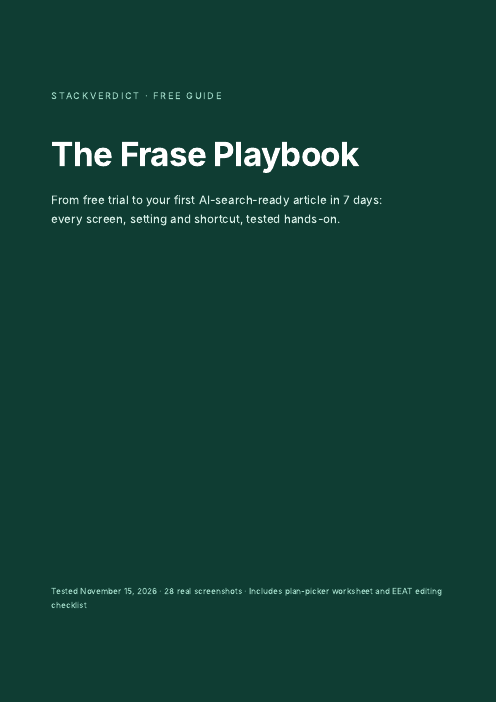 STACKVERDICT · FREE GUIDE
The Frase Playbook
From free trial to your first AI-search-ready article in 7 days:
every screen, setting and shortcut, tested hands-on.
Tested November 15, 2026 · 28 real screenshots · Includes plan-picker worksheet and EEAT editing
checklist